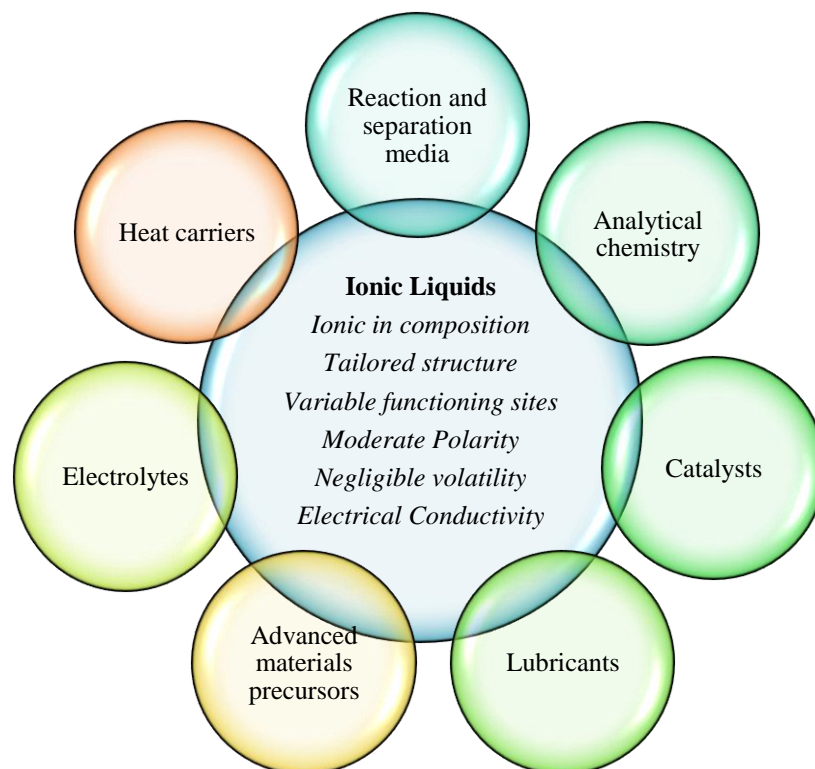 Reaction and
separation
media
Analytical
chemistry
Heat carriers
Ionic Liquids
Ionic in composition
Tailored structure
Variable functioning sites
Moderate Polarity
Negligible volatility
Electrical Conductivity
Catalysts
Electrolytes
Lubricants
Advanced
materials
precursors